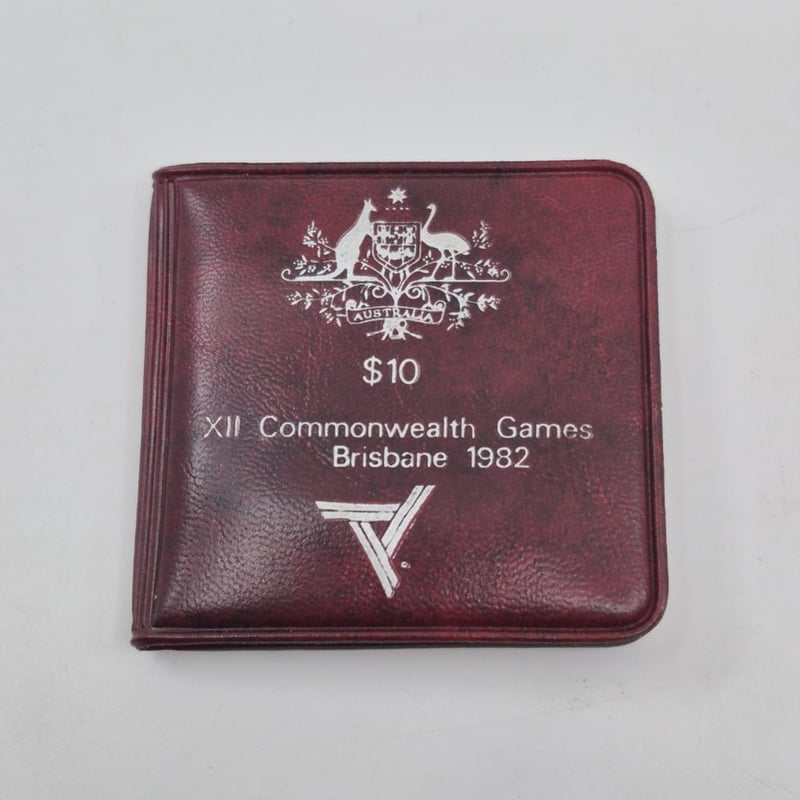 AUSTRALIA
$10
XII Commonwealth Games
Brisbane 1982